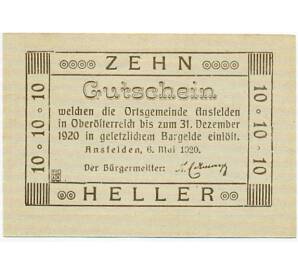 ZEHN
Gutschein
welchen die Ortsgemeinde Ansfelden
in Oberösterreich bis zum 31. Dezember
1920 in gesetzlichem Bargelde einlöst.
Ansfelden, 6. Mai 1920.
Der Bürgermeister:
HELLER
10 10 10
10 10 10